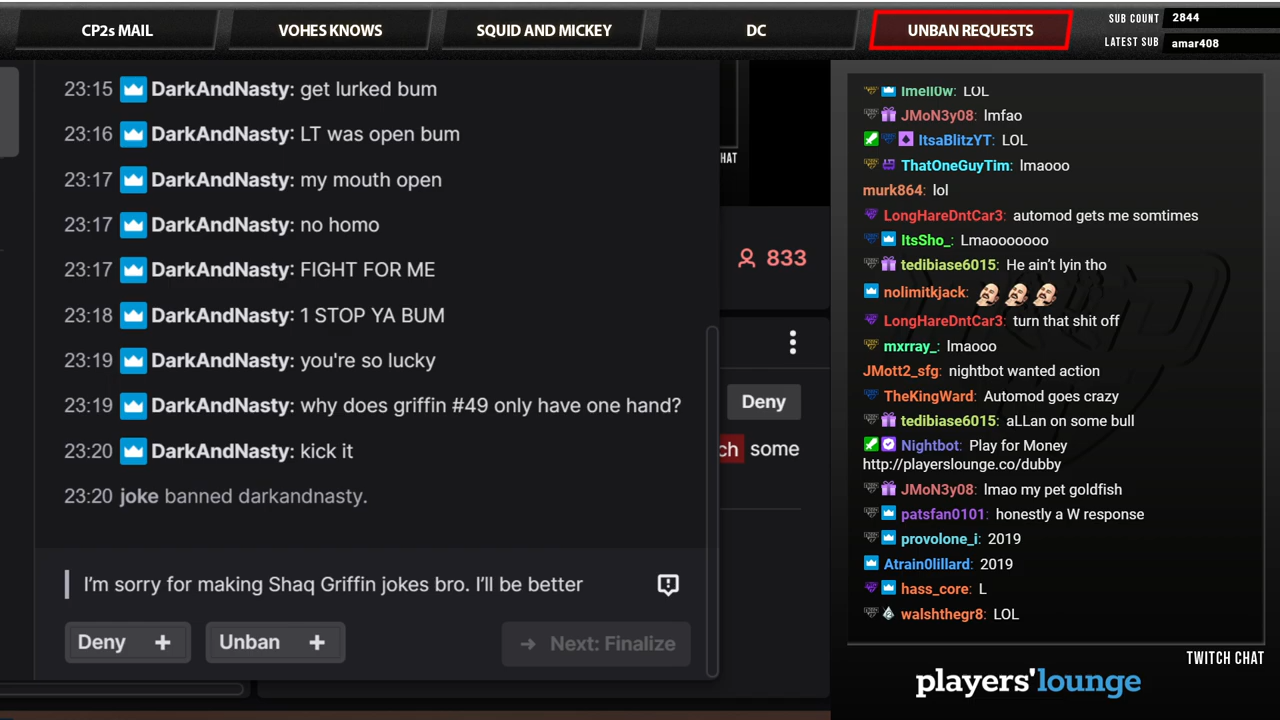 CP2s MAIL
VOHES KNOWS
SQUID AND MICKEY
DC
UNBAN REQUESTS
SUB COUNT 2844
LATEST SUB amar408
23:15 DarkAndNasty: get lurked bum
23:16 DarkAndNasty: LT was open bum
23:17 DarkAndNasty: my mouth open
23:17 DarkAndNasty: no homo
23:17 DarkAndNasty: FIGHT FOR ME
23:18 DarkAndNasty: 1 STOP YA BUM
23:19 DarkAndNasty: you're so lucky
23:19 DarkAndNasty: why does griffin #49 only have one hand?
23:20 DarkAndNasty: kick it
23:20 joke banned darkandnasty.
I'm sorry for making Shaq Griffin jokes bro. I'll be better
Deny +
Unban +
→ Next: Finalize
HAT
833
Deny
ch some
Imell0w: LOL
JMoN3y08: lmfao
ItsaBlitzYT: LOL
ThatOneGuyTim: lmaooo
murk864: lol
LongHareDntCar3: automod gets me somtimes
ItsSho_: Lmaooooooo
tedibiase6015: He ain't lyin tho
nolimitkjack:
LongHareDntCar3: turn that shit off
mxrray_: lmaooo
JMott2_sfg: nightbot wanted action
TheKingWard: Automod goes crazy
tedibiase6015: aLLan on some bull
Nightbot: Play for Money
http://playerslounge.co/dubby
JMoN3y08: lmao my pet goldfish
patsfan0101: honestly a W response
provolone_i: 2019
Atrain0lillard: 2019
hass_core: L
walshthegr8: LOL
TWITCH CHAT
players'lounge